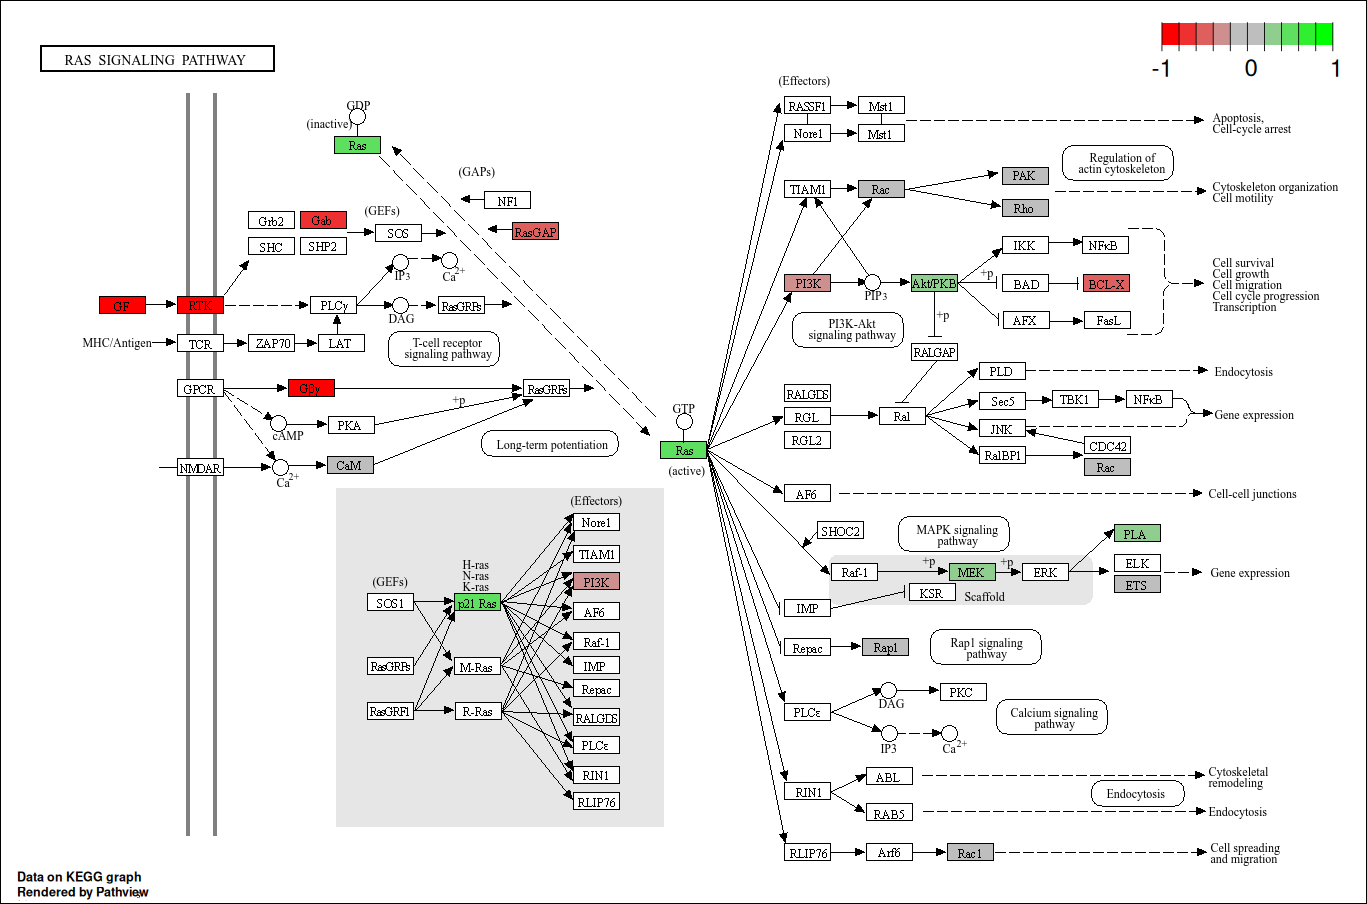 RAS SIGNALING PATHWAY
-1 0 1
GDP
(inactive)
Ras
(GAPs)
NF1
RasGAP
(GEFs)
Grb2 Gab
SOS
SHC SHP2
IP3 Ca2+
GF RTK PLCγ
DAG RasGRPs
MHC/Antigen TCR ZAP70 LAT
T-cell receptor
signaling pathway
GPCR Gβγ RasGRFs
+p
cAMP PKA
Long-term potentiation
NMDAR Ca2+ CaM
GTP
Ras
(active)
(Effectors)
Nore1
TIAM1
H-ras
N-ras
K-ras
(GEFs)
PI3K
SOS1 p21 Ras
AF6
Raf-1
RasGRPs M-Ras IMP
Repac
RasGRF1 R-Ras RALGDS
PLCε
RIN1
RLIP76
(Effectors)
RASSF1 Mst1
Nore1 Mst1
Apoptosis,
Cell-cycle arrest
Regulation of
actin cytoskeleton
TIAM1 Rac PAK
Rho
Cytoskeleton organization
Cell motility
IKK NFκB
PI3K PIP3 Akt/PKB +p BAD BCL-X
AFX FasL
Cell survival
Cell growth
Cell migration
Cell cycle progression
Transcription
PI3K-Akt
signaling pathway
+p
RALGAP
PLD Endocytosis
RALGDS
RGL Ral
RGL2
Sec5 TBK1 NFκB
JNK
Gene expression
RalBP1 CDC42
Rac
AF6 Cell-cell junctions
SHOC2
MAPK signaling
pathway
PLA
Raf-1 +p MEK +p ERK
ELK
ETS
Gene expression
KSR Scaffold
IMP
Repac Rap1
Rap1 signaling
pathway
PLCε DAG PKC
IP3 Ca2+
Calcium signaling
pathway
RIN1 ABL
Cytoskeletal
remodeling
RAB5
Endocytosis
Endocytosis
RLIP76 Arf6 Rac1
Cell spreading
and migration
Data on KEGG graph
Rendered by Pathview